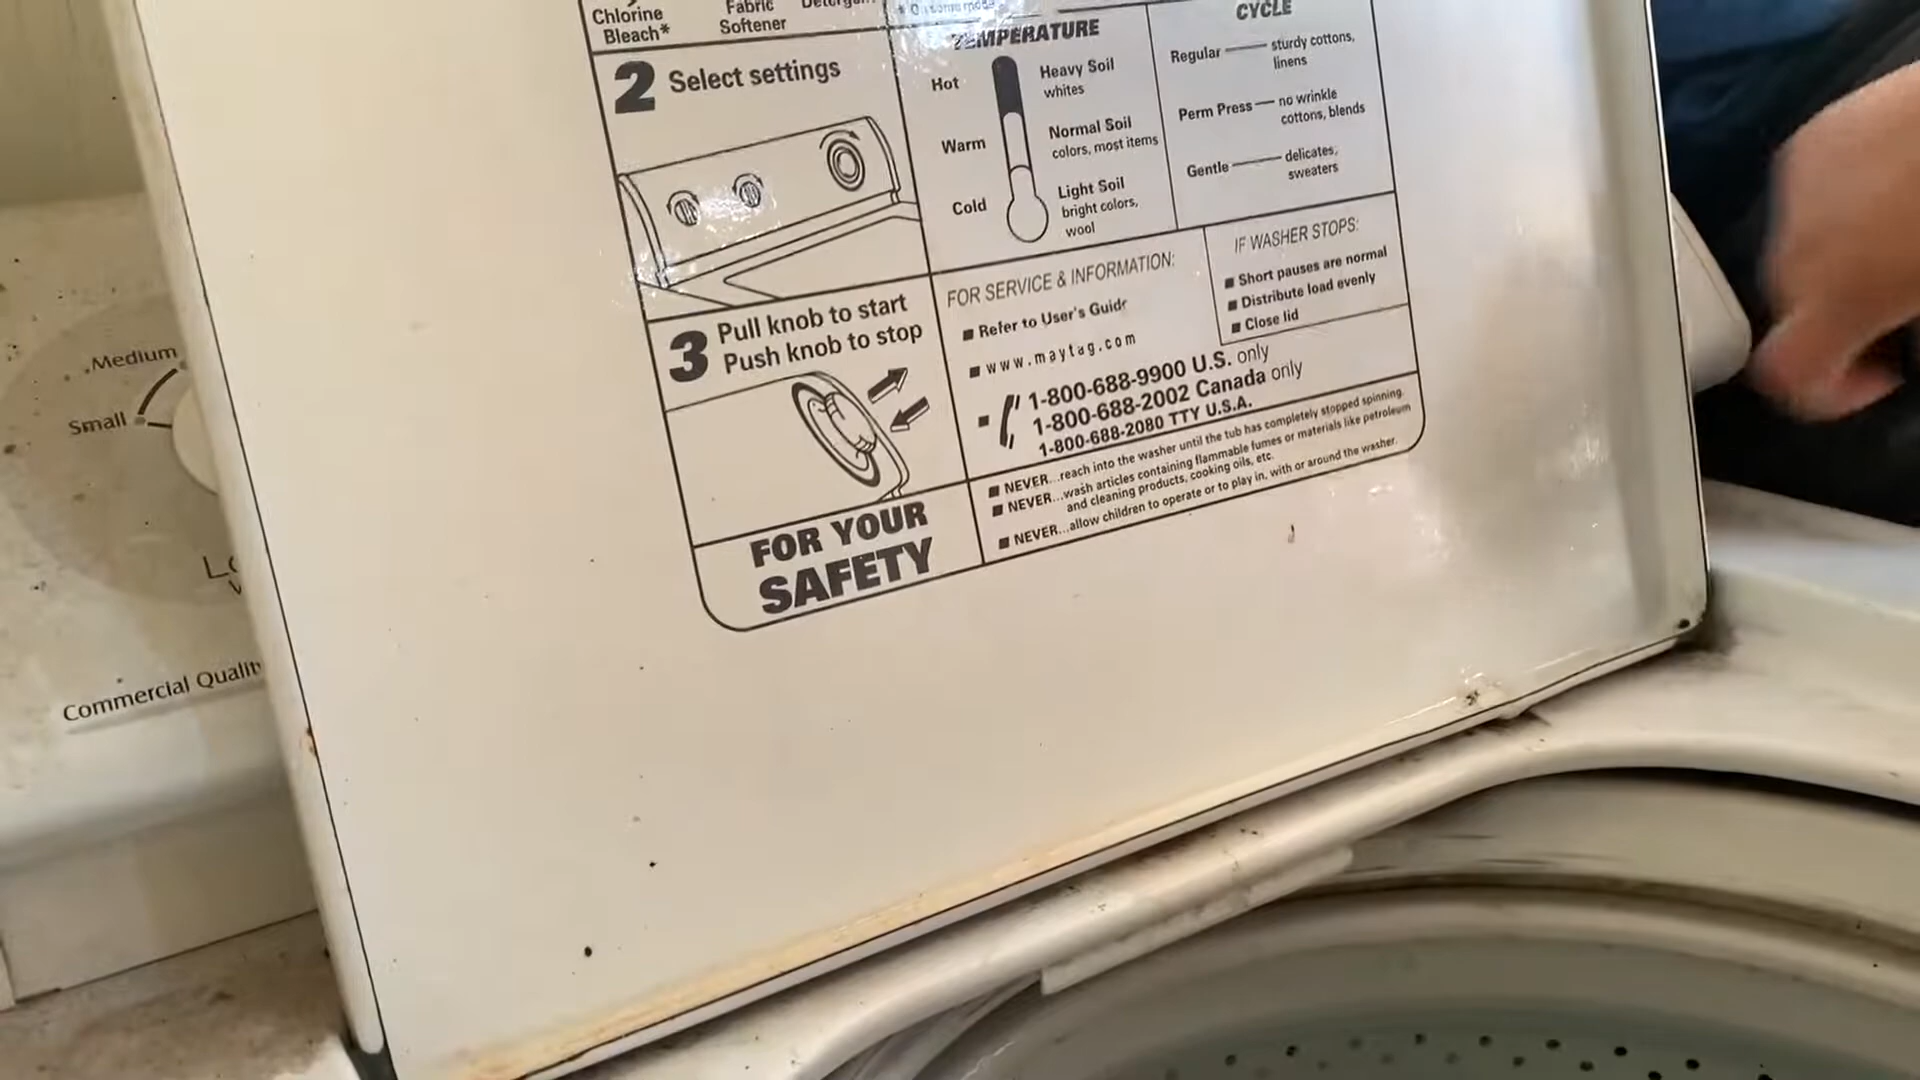 Chlorine
Bleach*
Fabric
Softener
2 Select settings
3 Pull knob to start
Push knob to stop
FOR YOUR
SAFETY
TEMPERATURE
Hot
Heavy Soil
whites
Warm
Normal Soil
colors, most items
Cold
Light Soil
bright colors,
wool
CYCLE
Regular sturdy cottons,
linens
Perm Press no wrinkle
cottons, blends
Gentle delicates,
sweaters
FOR SERVICE & INFORMATION:
■ Refer to User's Guide
■ www.maytag.com
■ 1-800-688-9900 U.S. only
1-800-688-2002 Canada only
1-800-688-2080 TTY U.S.A.
IF WASHER STOPS:
■ Short pauses are normal
■ Distribute load evenly
■ Close lid
■ NEVER...reach into the washer until the tub has completely stopped spinning.
■ NEVER...wash articles containing flammable fumes or materials like petroleum
and cleaning products, cooking oils, etc.
■ NEVER...allow children to operate or to play in, with or around the washer.
Medium
Small
Commercial Quality